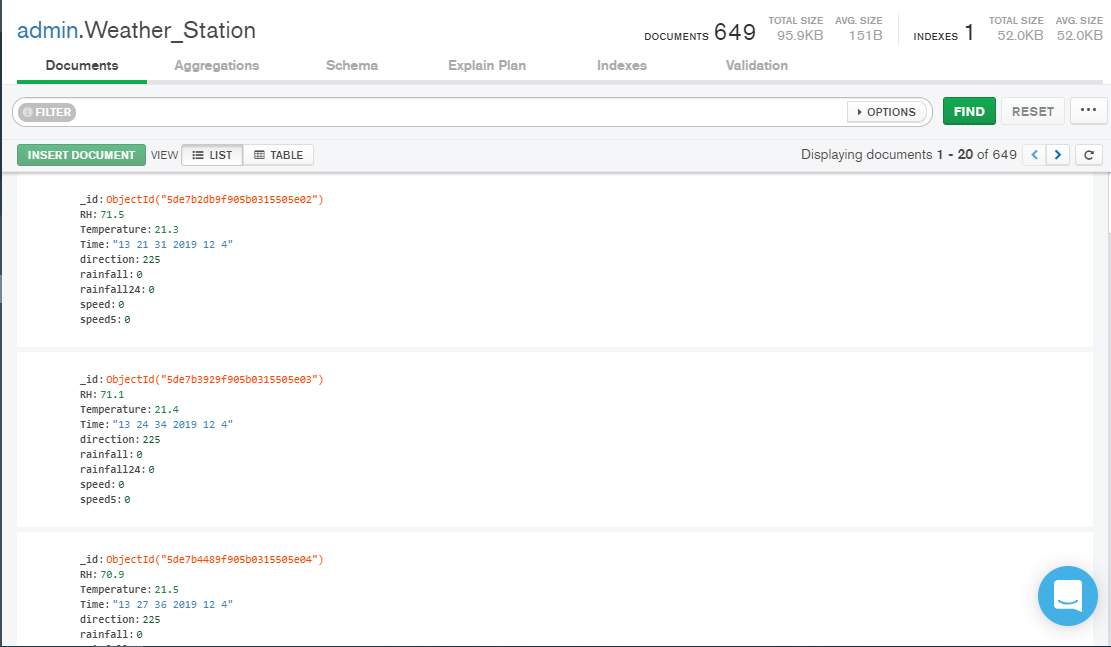 admin.Weather_Station
DOCUMENTS 649 TOTAL SIZE 95.9KB AVG. SIZE 151B INDEXES 1 TOTAL SIZE 52.0KB AVG. SIZE 52.0KB
Documents Aggregations Schema Explain Plan Indexes Validation
FILTER OPTIONS FIND RESET ...
INSERT DOCUMENT VIEW LIST TABLE Displaying documents 1 - 20 of 649
_id: ObjectId("5de7b2db9f905b0315505e02")
RH: 71.5
Temperature: 21.3
Time: "13 21 31 2019 12 4"
direction: 225
rainfall: 0
rainfall24: 0
speed: 0
speed5: 0
_id: ObjectId("5de7b3929f905b0315505e03")
RH: 71.1
Temperature: 21.4
Time: "13 24 34 2019 12 4"
direction: 225
rainfall: 0
rainfall24: 0
speed: 0
speed5: 0
_id: ObjectId("5de7b4489f905b0315505e04")
RH: 70.9
Temperature: 21.5
Time: "13 27 36 2019 12 4"
direction: 225
rainfall: 0